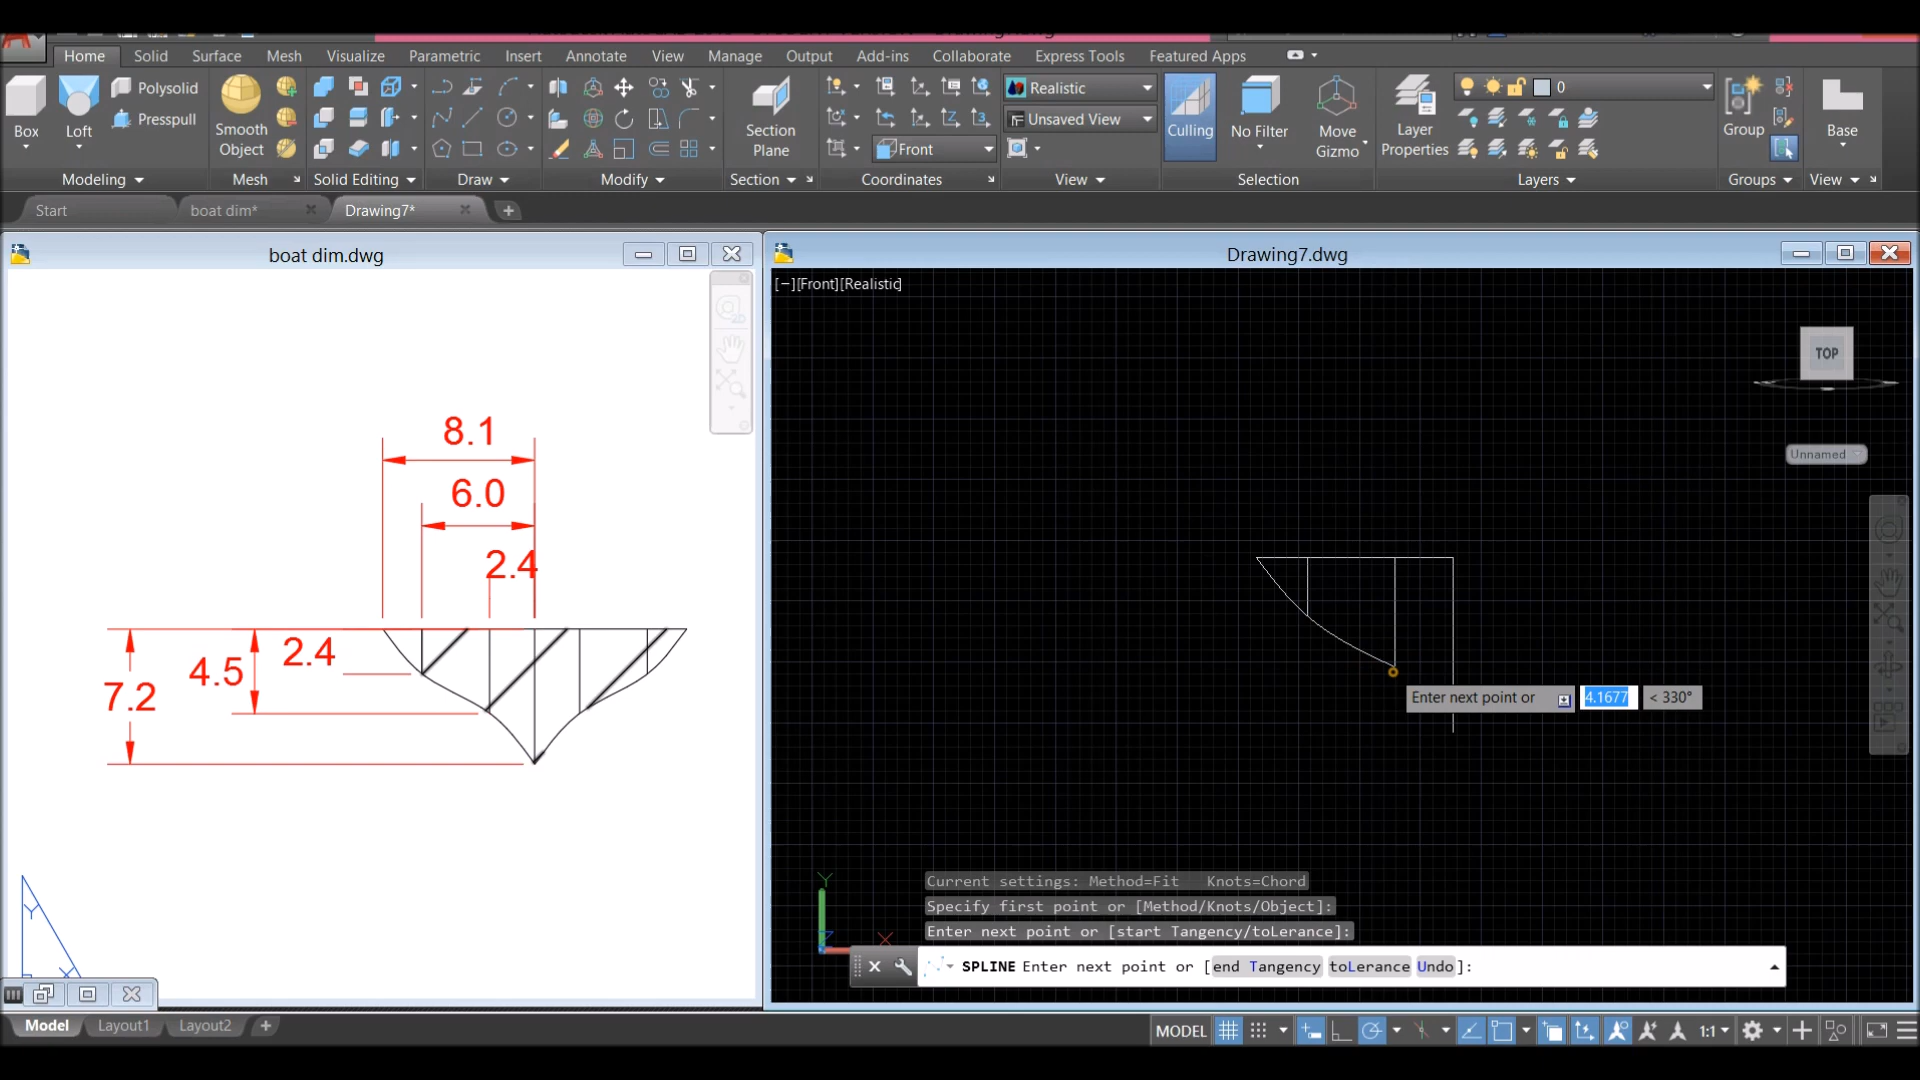 Home Solid Surface Mesh Visualize Parametric Insert Annotate View Manage Output Add-ins Collaborate Express Tools Featured Apps
Box
Loft
Polysolid
Presspull
Smooth
Object
Section
Plane
Front
Realistic
Unsaved View
Culling
No Filter
Move
Gizmo
Layer
Properties
0
Group
Base
Modeling Mesh Solid Editing Draw Modify Section Coordinates View Selection Layers Groups View
Start boat dim* Drawing7*
boat dim.dwg
Drawing7.dwg
[−][Front][Realistic]
TOP
Unnamed
8.1
6.0
2.4
2.4
4.5
7.2
Y
X
Enter next point or 4.1677 < 330°
Y
X
Z
Current settings: Method=Fit Knots=Chord
Specify first point or [Method/Knots/Object]:
Enter next point or [start Tangency/toLerance]:
SPLINE Enter next point or [end Tangency toLerance Undo]:
Model Layout1 Layout2
MODEL 1:1